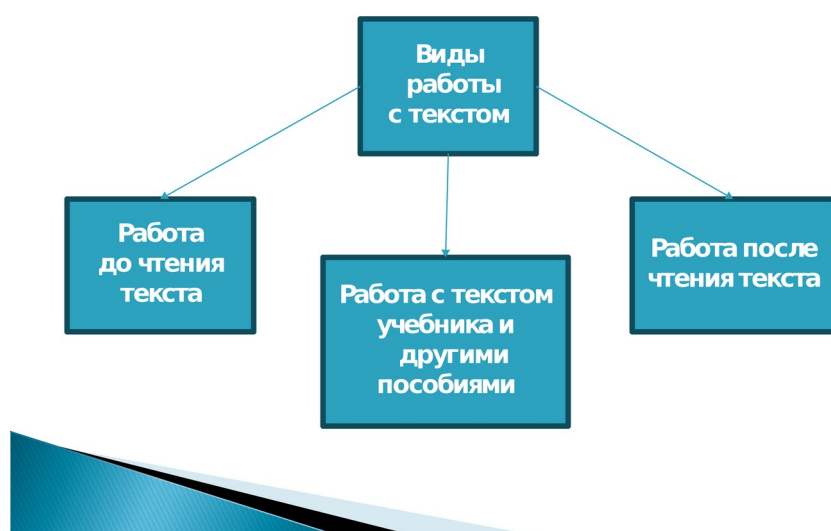 Виды
работы
с текстом
Работа
до чтения
текста
Работа с текстом
учебника и
другими
пособиями
Работа после
чтения текста